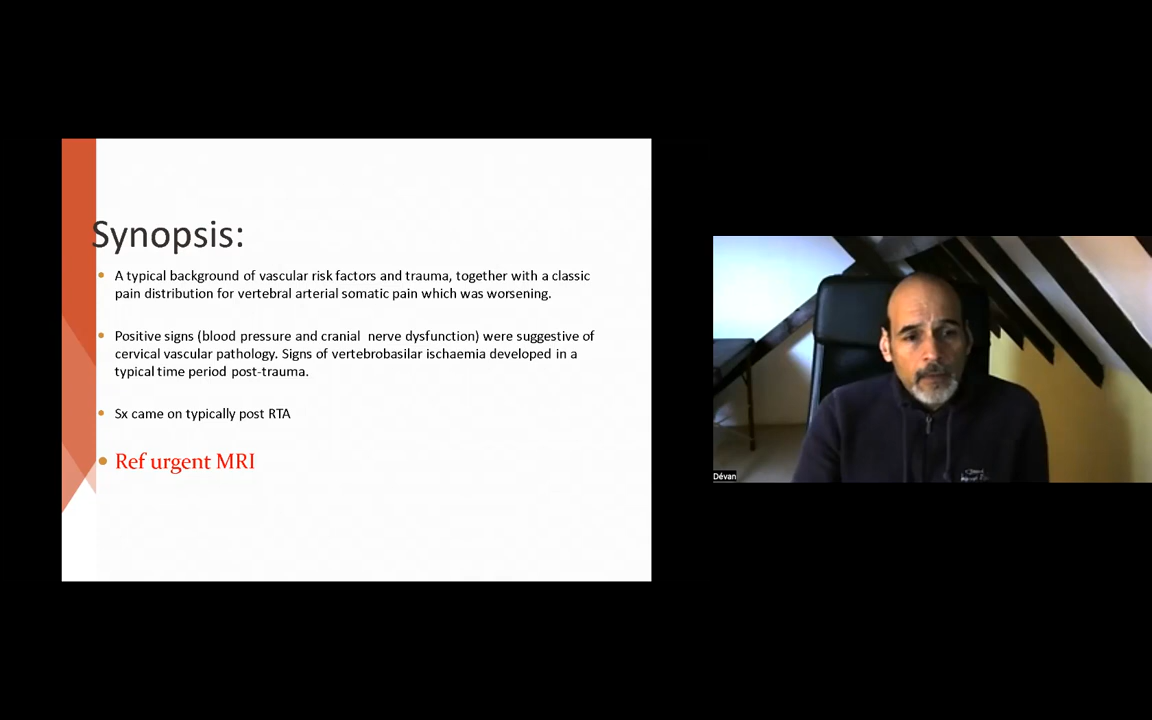 Synopsis:
• A typical background of vascular risk factors and trauma, together with a classic
pain distribution for vertebral arterial somatic pain which was worsening.
• Positive signs (blood pressure and cranial nerve dysfunction) were suggestive of
cervical vascular pathology. Signs of vertebrobasilar ischaemia developed in a
typical time period post-trauma.
• Sx came on typically post RTA
• Ref urgent MRI
Dévan